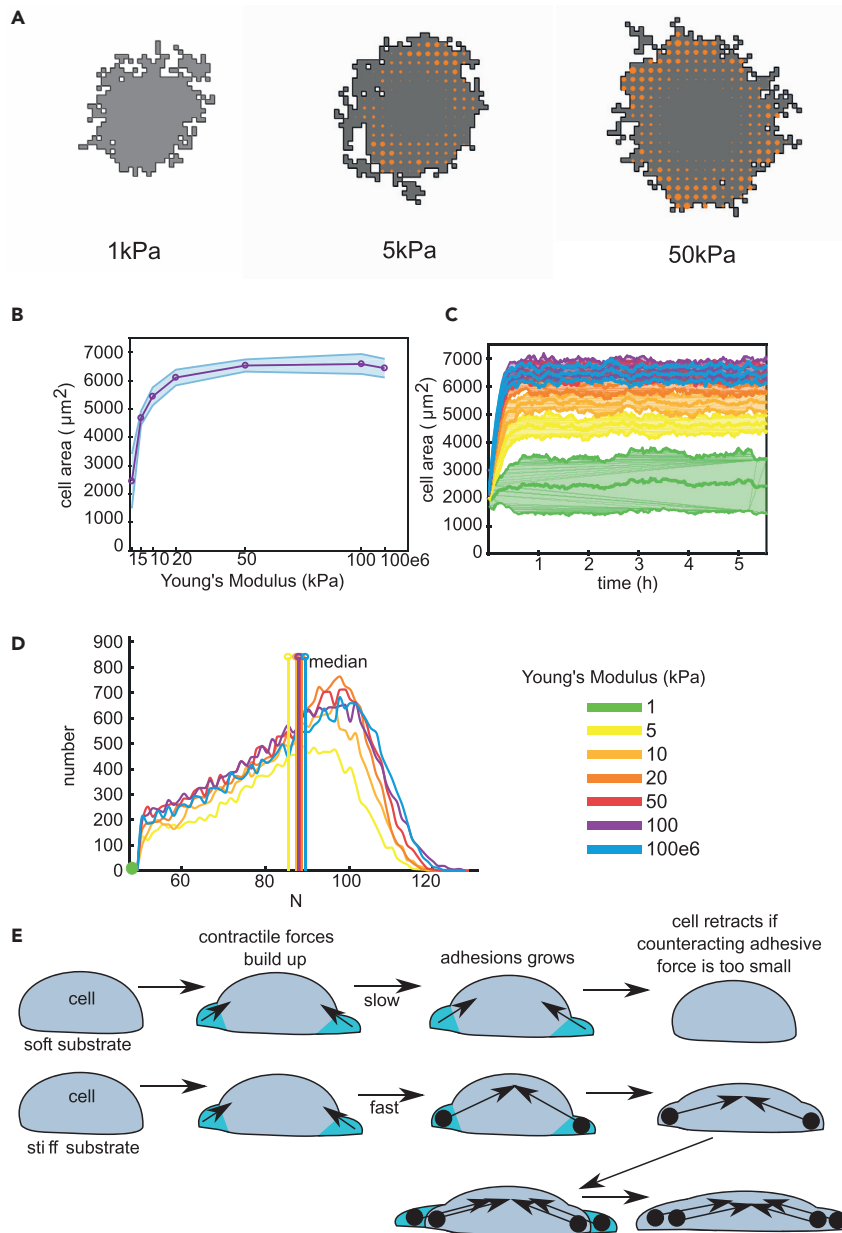 A
1kPa
5kPa
50kPa
B
7000
6000
5000
4000
3000
2000
1000
0
cell area ( µm²)
1 5 10 20 50 100 100e6
Young's Modulus (kPa)
C
7000
6000
5000
4000
3000
2000
1000
0
cell area ( µm²)
1 2 3 4 5
time (h)
D
900
800
700
600
500
400
300
200
100
0
number
median
60 80 100 120
N
Young's Modulus (kPa)
1
5
10
20
50
100
100e6
E
contractile forces
build up
adhesions grows
cell retracts if
counteracting adhesive
force is too small
cell
slow
soft substrate
cell
fast
stiff substrate